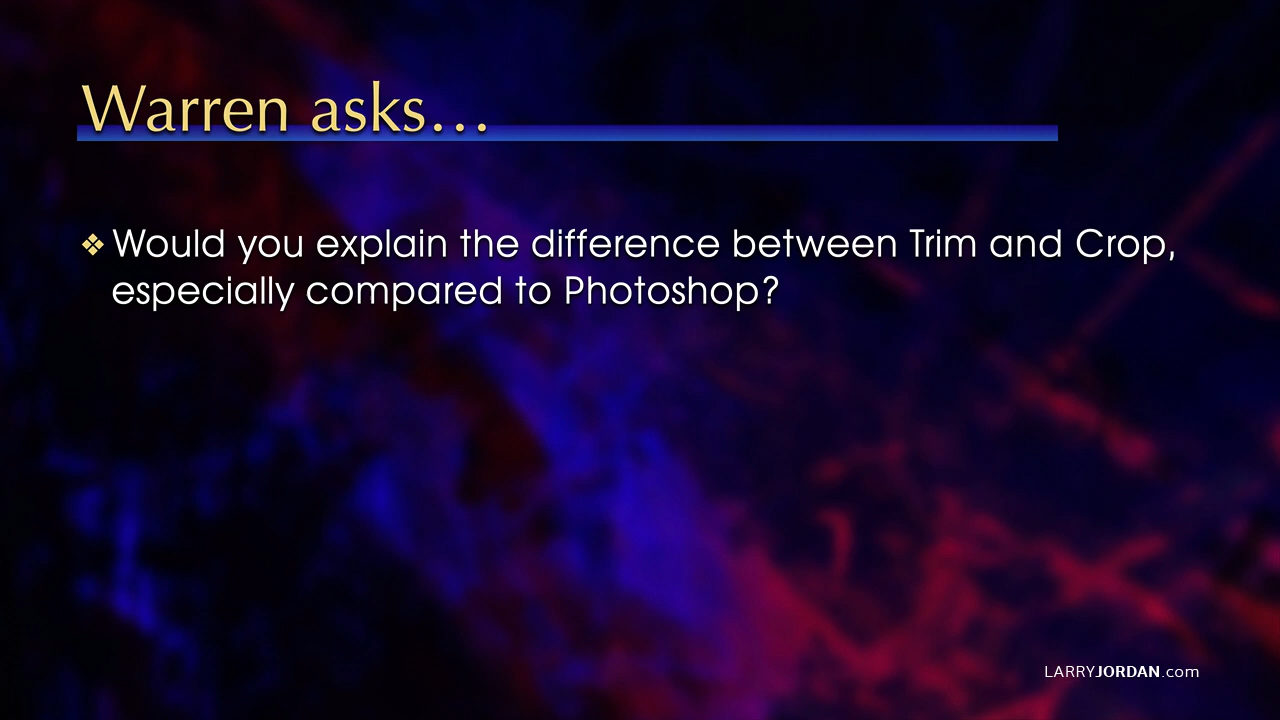 Warren asks…
❖ Would you explain the difference between Trim and Crop,
especially compared to Photoshop?
LARRYJORDAN.com